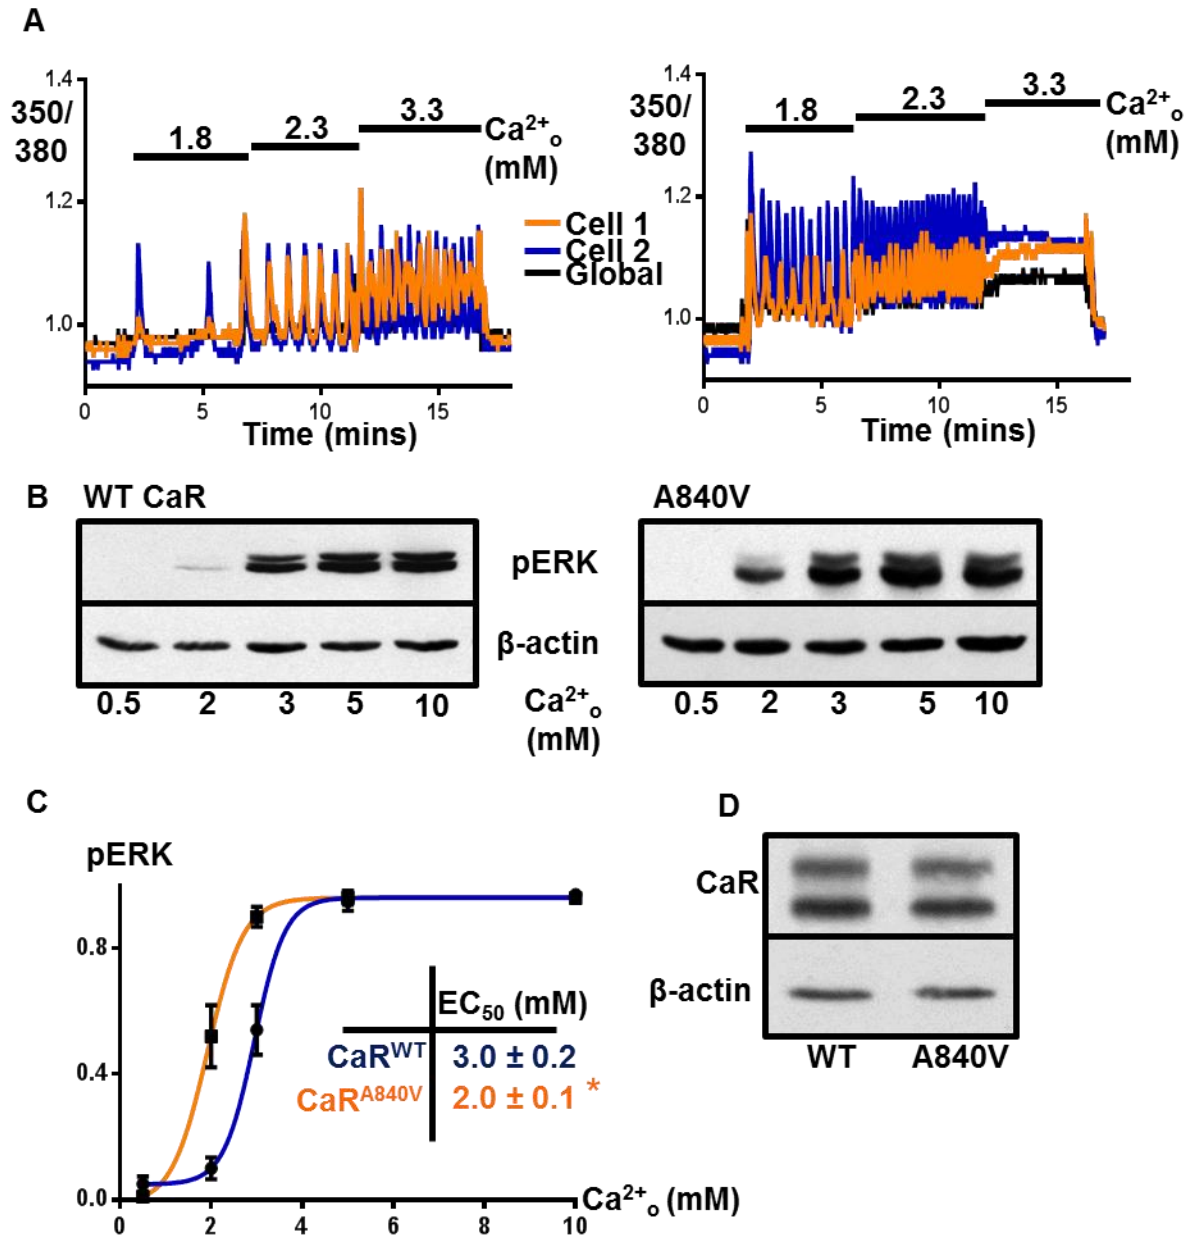 A
1.4
350/
380
1.2
1.0
1.8
2.3
3.3
Ca²⁺ₒ
(mM)
0
5
10
15
Time (mins)
Cell 1
Cell 2
Global
1.4
350/
380
1.2
1.0
1.8
2.3
3.3
Ca²⁺ₒ
(mM)
0
5
10
15
Time (mins)
B
WT CaR
A840V
pERK
β-actin
0.5 2 3 5 10
Ca²⁺ₒ
(mM)
0.5 2 3 5 10
C
pERK
0.8
0.4
0.0
0 2 4 6 8 10
Ca²⁺ₒ (mM)
EC₅₀ (mM)
CaRᵂᵀ 3.0 ± 0.2
CaRᴬ⁸⁴⁰ⱽ 2.0 ± 0.1 *
D
CaR
β-actin
WT A840V